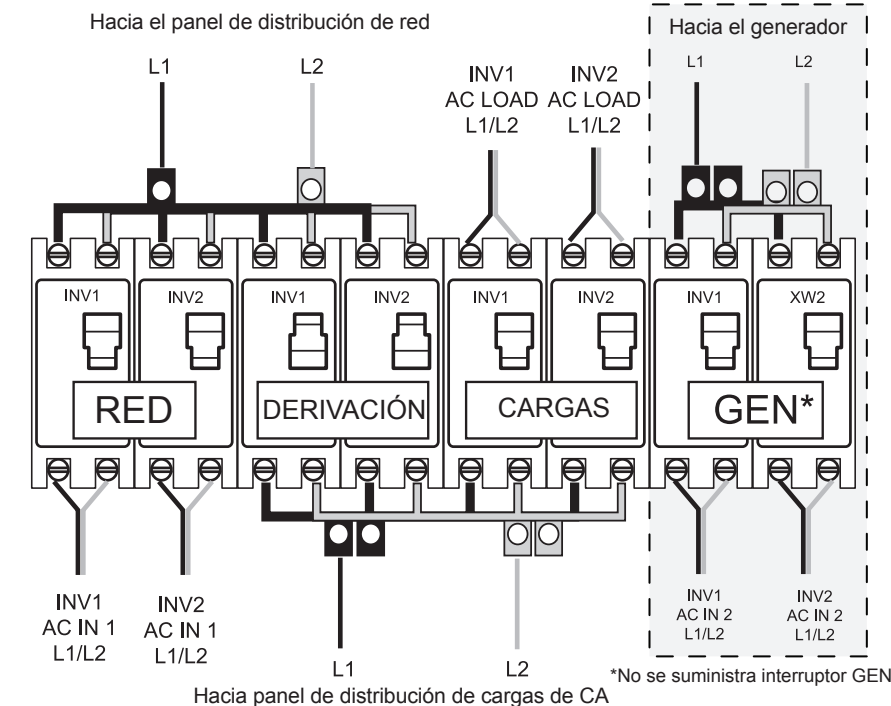 Hacia el panel de distribución de red
Hacia el generador
L1
L2
INV1
AC LOAD
L1/L2
INV2
AC LOAD
L1/L2
L1
L2
INV1
INV2
INV1
INV2
INV1
INV2
INV1
XW2
RED
DERIVACIÓN
CARGAS
GEN*
INV1
AC IN 1
L1/L2
INV2
AC IN 1
L1/L2
INV1
AC IN 2
L1/L2
INV2
AC IN 2
L1/L2
L1
L2
*No se suministra interruptor GEN
Hacia panel de distribución de cargas de CA